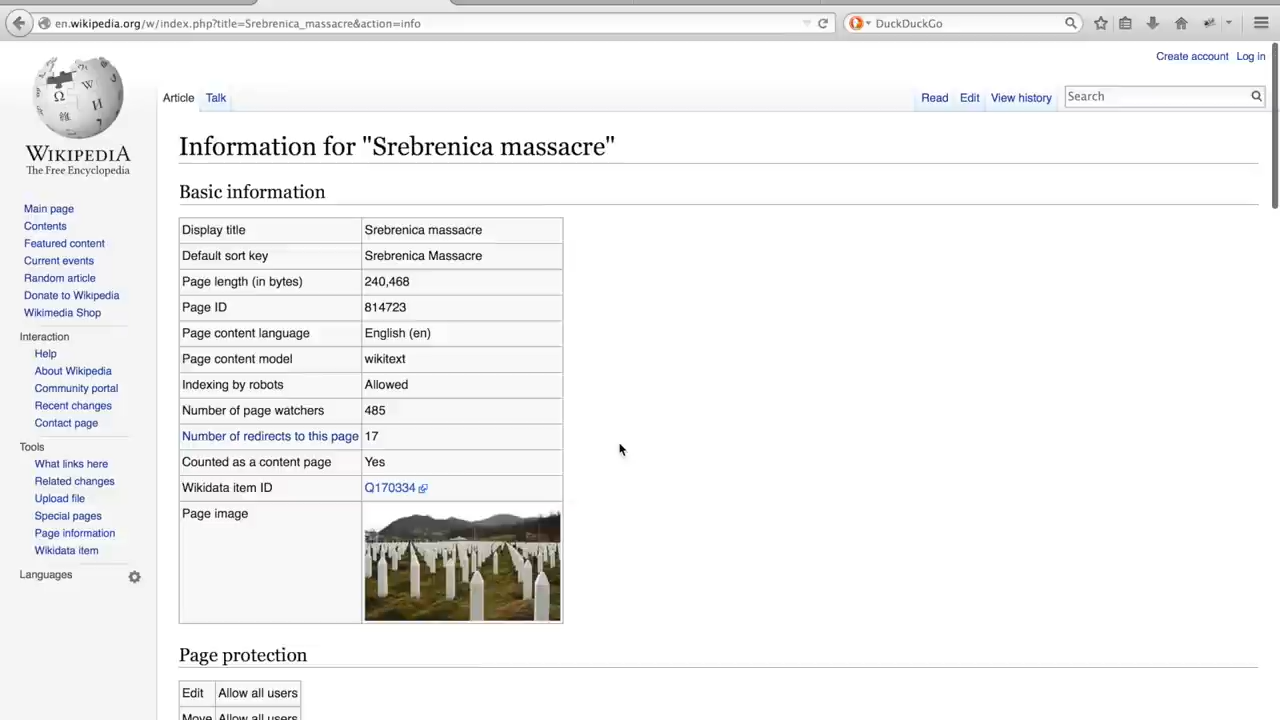 en.wikipedia.org/w/index.php?title=Srebrenica_massacre&action=info
DuckDuckGo
Create account Log in
Article Talk Read Edit View history Search
WIKIPEDIA
The Free Encyclopedia
Main page
Contents
Featured content
Current events
Random article
Donate to Wikipedia
Wikimedia Shop
Interaction
Help
About Wikipedia
Community portal
Recent changes
Contact page
Tools
What links here
Related changes
Upload file
Special pages
Page information
Wikidata item
Languages
Information for "Srebrenica massacre"
Basic information
Display title Srebrenica massacre
Default sort key Srebrenica Massacre
Page length (in bytes) 240,468
Page ID 814723
Page content language English (en)
Page content model wikitext
Indexing by robots Allowed
Number of page watchers 485
Number of redirects to this page 17
Counted as a content page Yes
Wikidata item ID Q170334
Page image
Page protection
Edit Allow all users
Move Allow all users